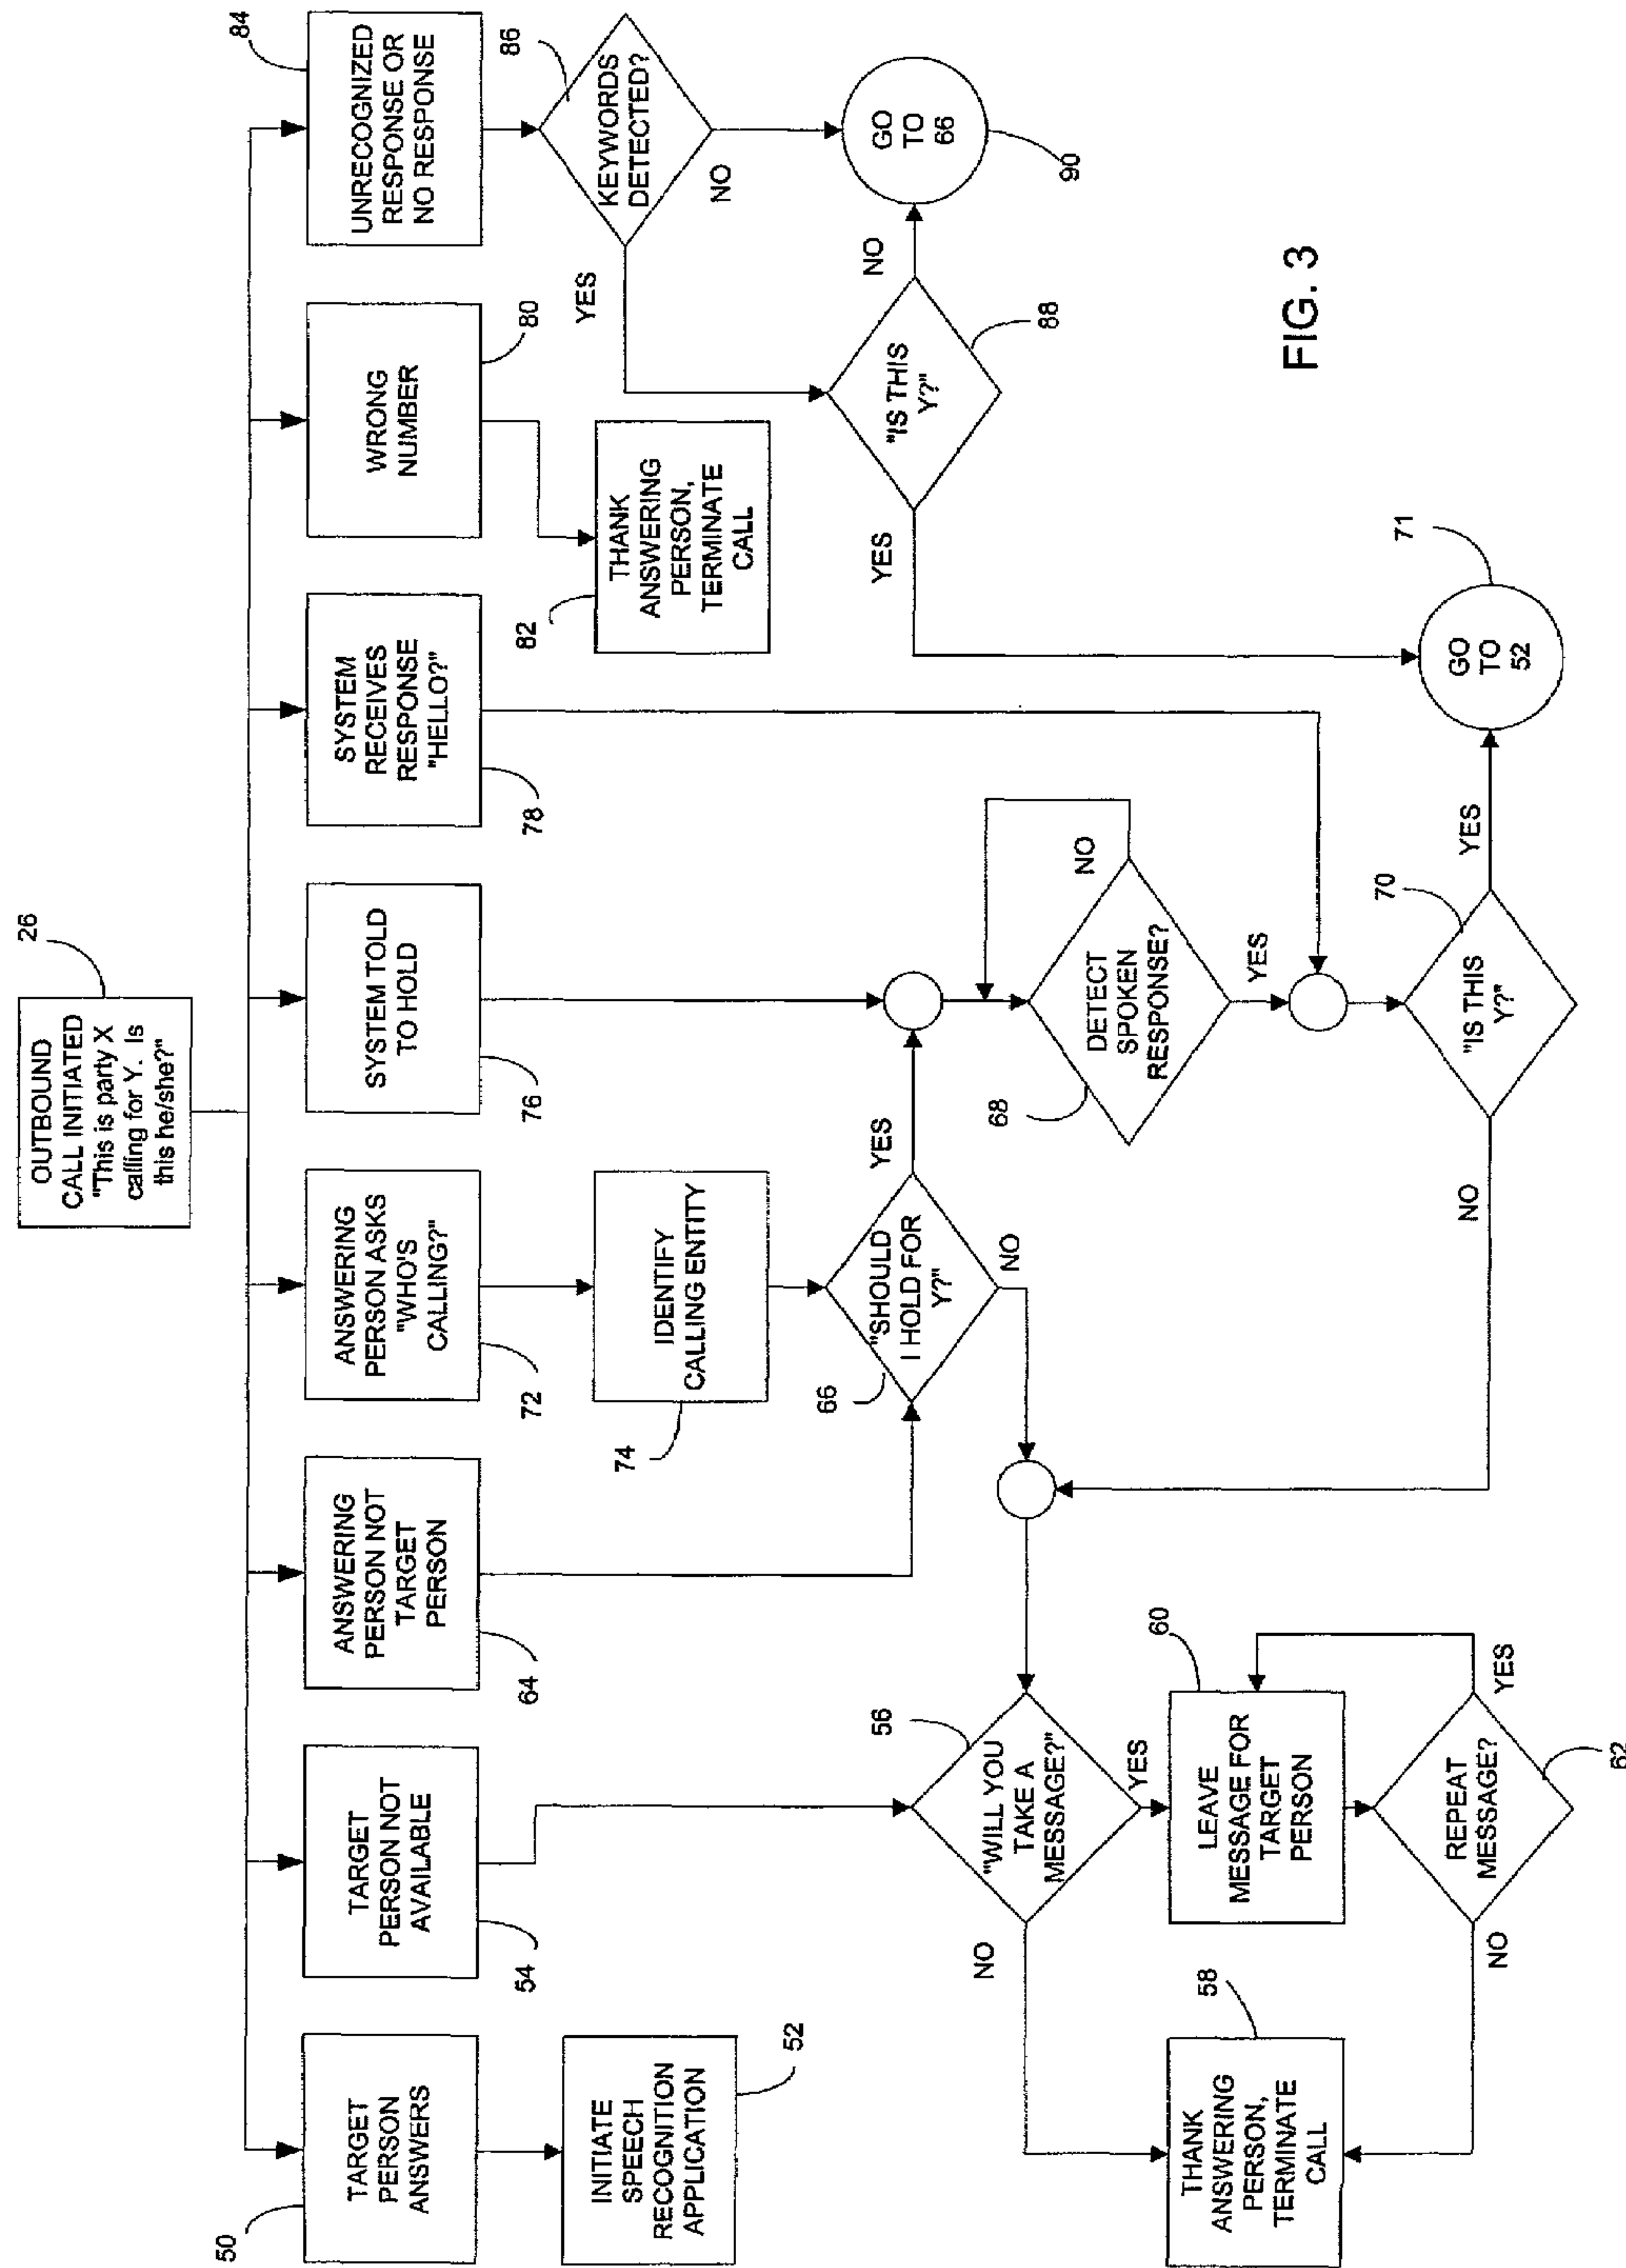 26
OUTBOUND
CALL INITIATED
"This is party X
calling for Y. Is
this he/she?"
50
TARGET
PERSON
ANSWERS
54
TARGET
PERSON NOT
AVAILABLE
64
ANSWERING
PERSON NOT
TARGET
PERSON
72
ANSWERING
PERSON ASKS
"WHO'S
CALLING?"
76
SYSTEM TOLD
TO HOLD
78
SYSTEM
RECEIVES
RESPONSE
"HELLO?"
80
WRONG
NUMBER
84
UNRECOGNIZED
RESPONSE OR
NO RESPONSE
52
INITIATE
SPEECH
RECOGNITION
APPLICATION
74
IDENTIFY
CALLING ENTITY
82
THANK
ANSWERING
PERSON,
TERMINATE
CALL
86
KEYWORDS
DETECTED?
YES
NO
66
"SHOULD
I HOLD FOR
Y?"
YES
NO
88
"IS THIS
Y?"
YES
NO
90
GO
TO
66
68
DETECT
SPOKEN
RESPONSE?
NO
YES
56
"WILL YOU
TAKE A
MESSAGE?"
NO
YES
70
"IS THIS
Y?"
NO
YES
71
GO
TO
52
58
THANK
ANSWERING
PERSON,
TERMINATE
CALL
60
LEAVE
MESSAGE FOR
TARGET
PERSON
62
REPEAT
MESSAGE?
NO
YES
FIG. 3